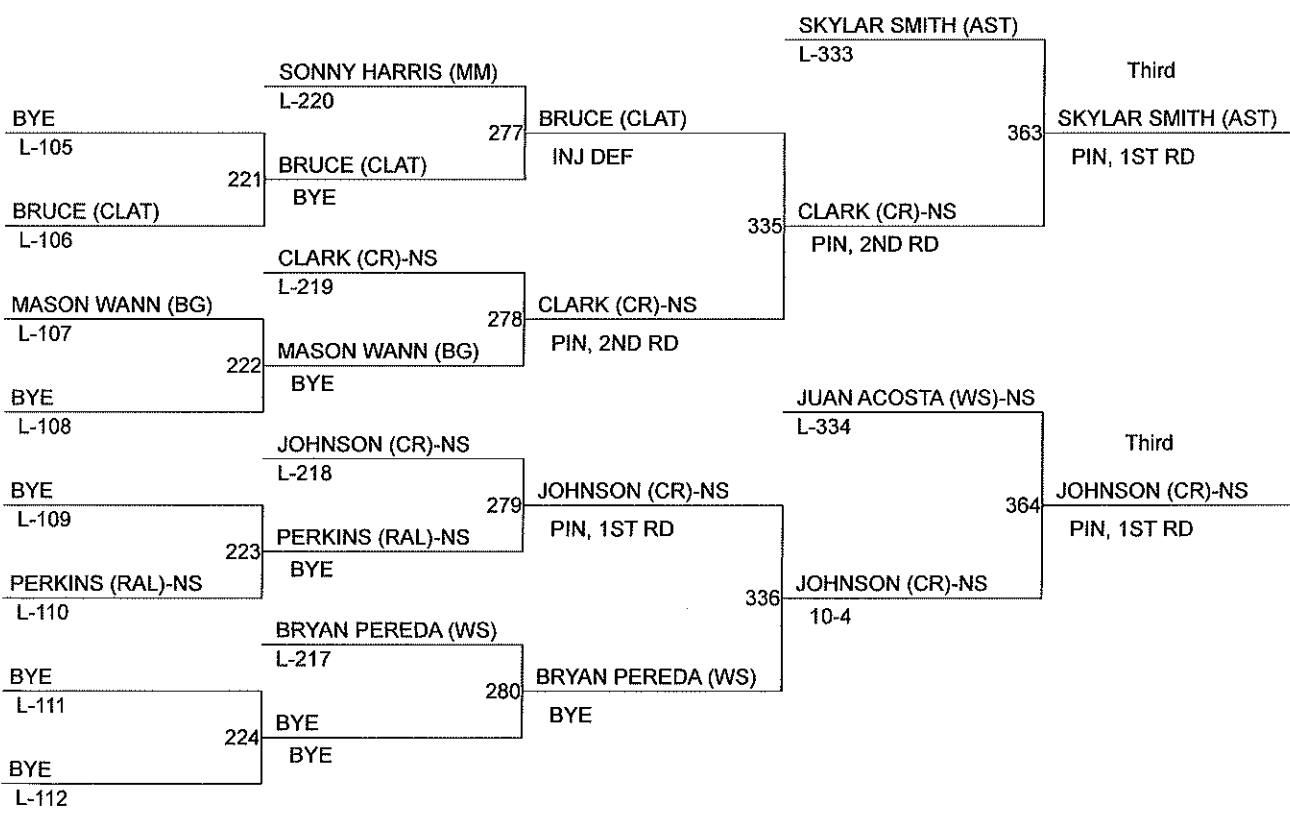 SKYLAR SMITH (AST)
L-333
Third
SONNY HARRIS (MM)
L-220
BYE
L-105
277
BRUCE (CLAT)
INJ DEF
363
SKYLAR SMITH (AST)
PIN, 1ST RD
221
BRUCE (CLAT)
BYE
BRUCE (CLAT)
L-106
335
CLARK (CR)-NS
PIN, 2ND RD
CLARK (CR)-NS
L-219
MASON WANN (BG)
L-107
278
CLARK (CR)-NS
PIN, 2ND RD
222
MASON WANN (BG)
BYE
BYE
L-108
JUAN ACOSTA (WS)-NS
L-334
Third
JOHNSON (CR)-NS
L-218
BYE
L-109
279
JOHNSON (CR)-NS
PIN, 1ST RD
364
JOHNSON (CR)-NS
PIN, 1ST RD
223
PERKINS (RAL)-NS
BYE
PERKINS (RAL)-NS
L-110
336
JOHNSON (CR)-NS
10-4
BRYAN PEREDA (WS)
L-217
BYE
L-111
280
BRYAN PEREDA (WS)
BYE
224
BYE
BYE
BYE
L-112